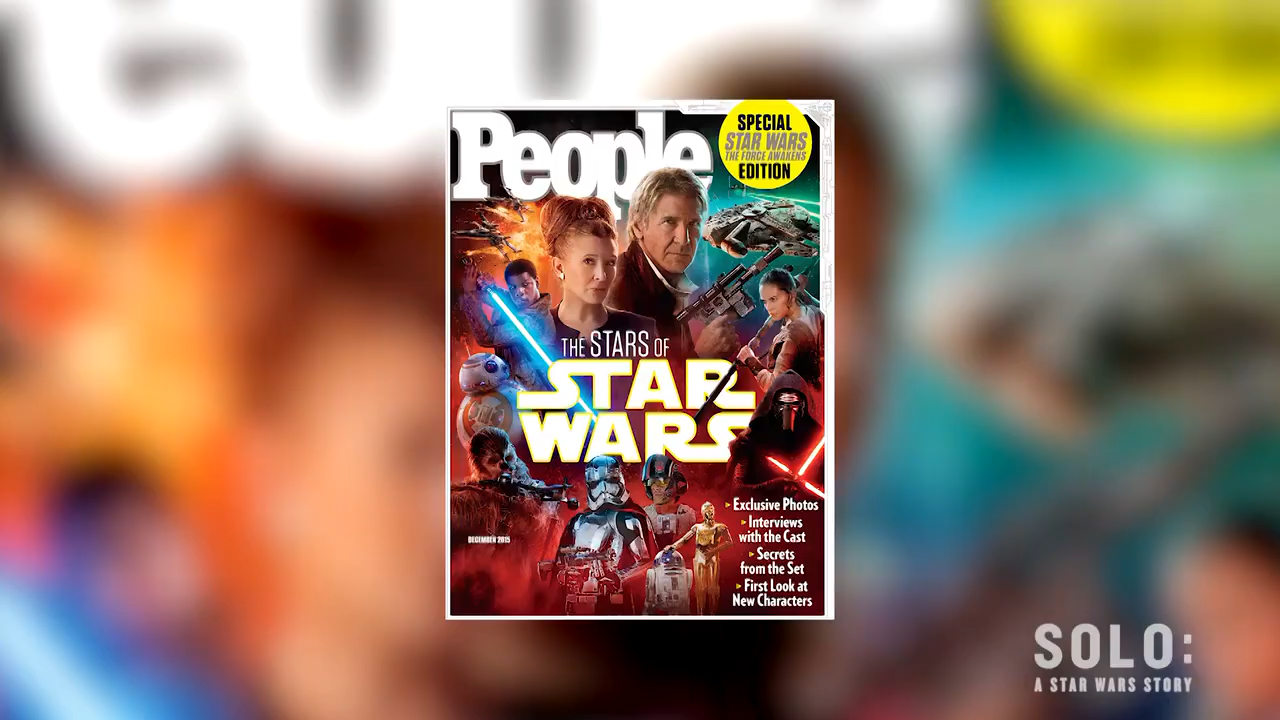 People
SPECIAL
STAR WARS
THE FORCE AWAKENS
EDITION
THE STARS OF
STAR
WARS
▸ Exclusive Photos
▸ Interviews
with the Cast
▸ Secrets
from the Set
▸ First Look at
New Characters
DECEMBER 2015
SOLO:
A STAR WARS STORY